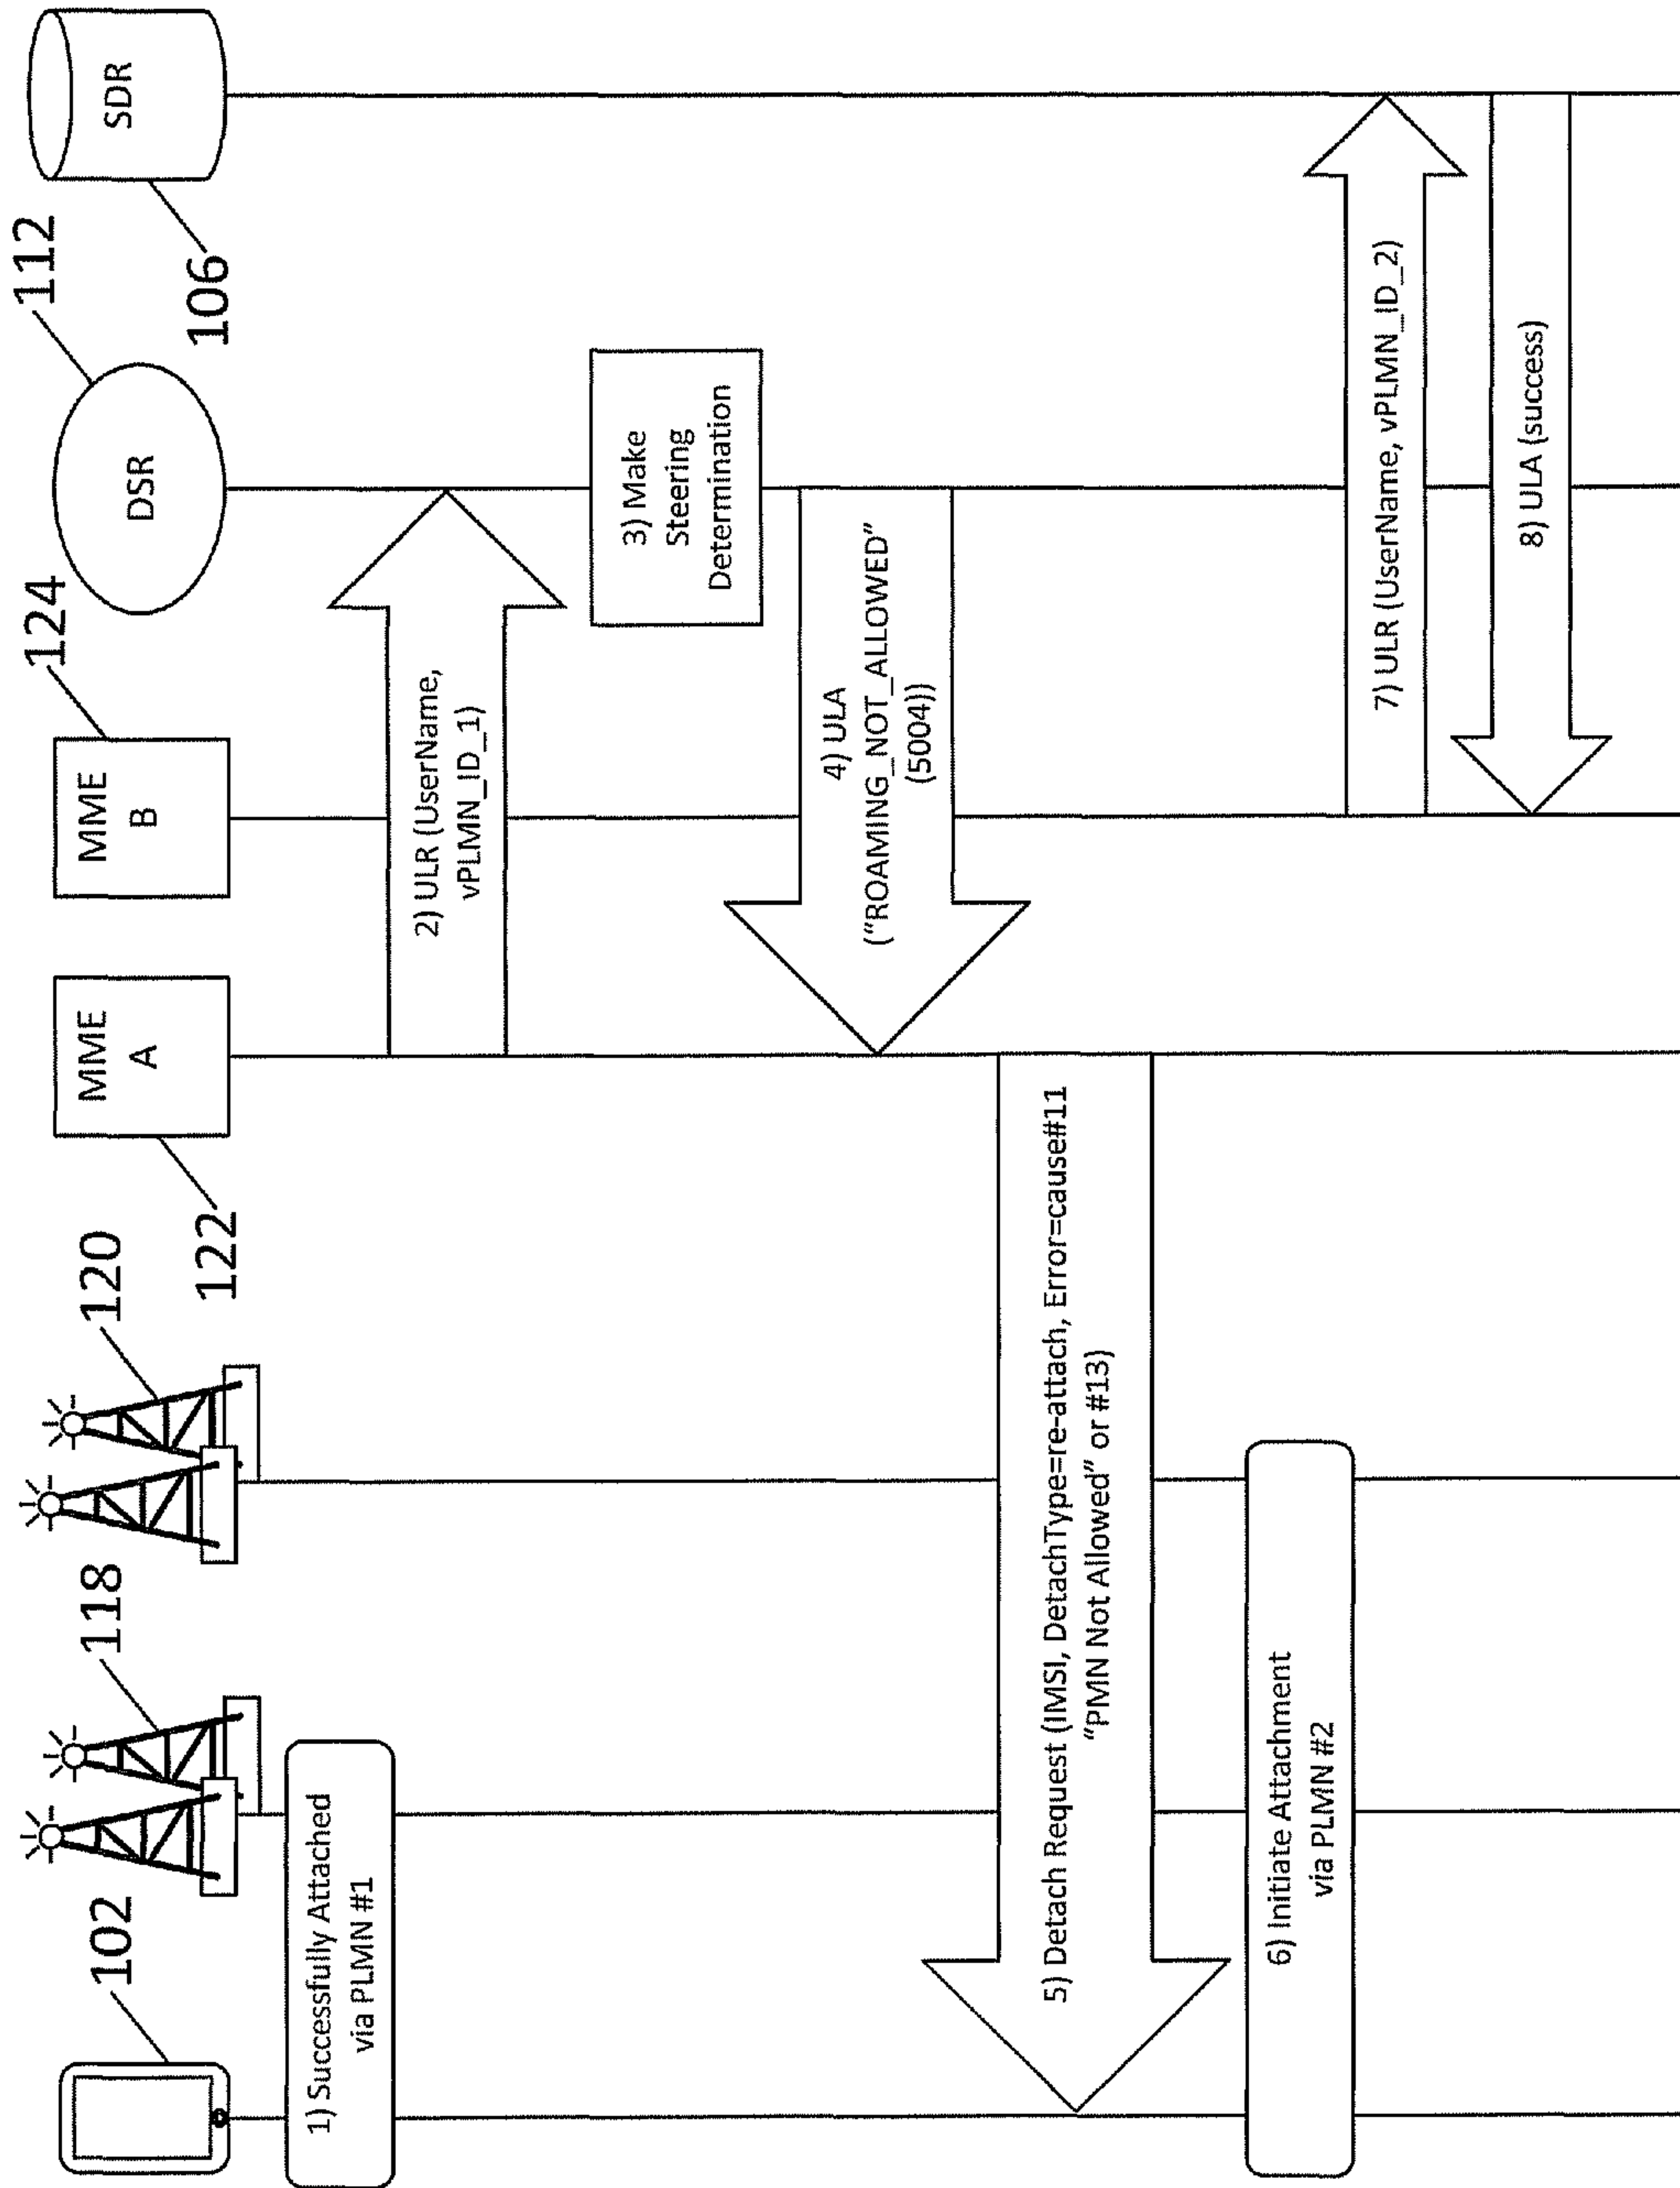 102
118
120
122
MME
A
MME
B
124
DSR
112
SDR
106
1) Successfully Attached
via PLMN #1
2) ULR (UserName,
vPLMN_ID_1)
3) Make
Steering
Determination
4) ULA
(“ROAMING_NOT_ALLOWED”
(5004))
5) Detach Request (IMSI, DetachType=re-attach, Error=cause#11
“PMN Not Allowed” or #13)
6) Initiate Attachment
via PLMN #2
7) ULR (UserName, vPLMN_ID_2)
8) ULA (success)